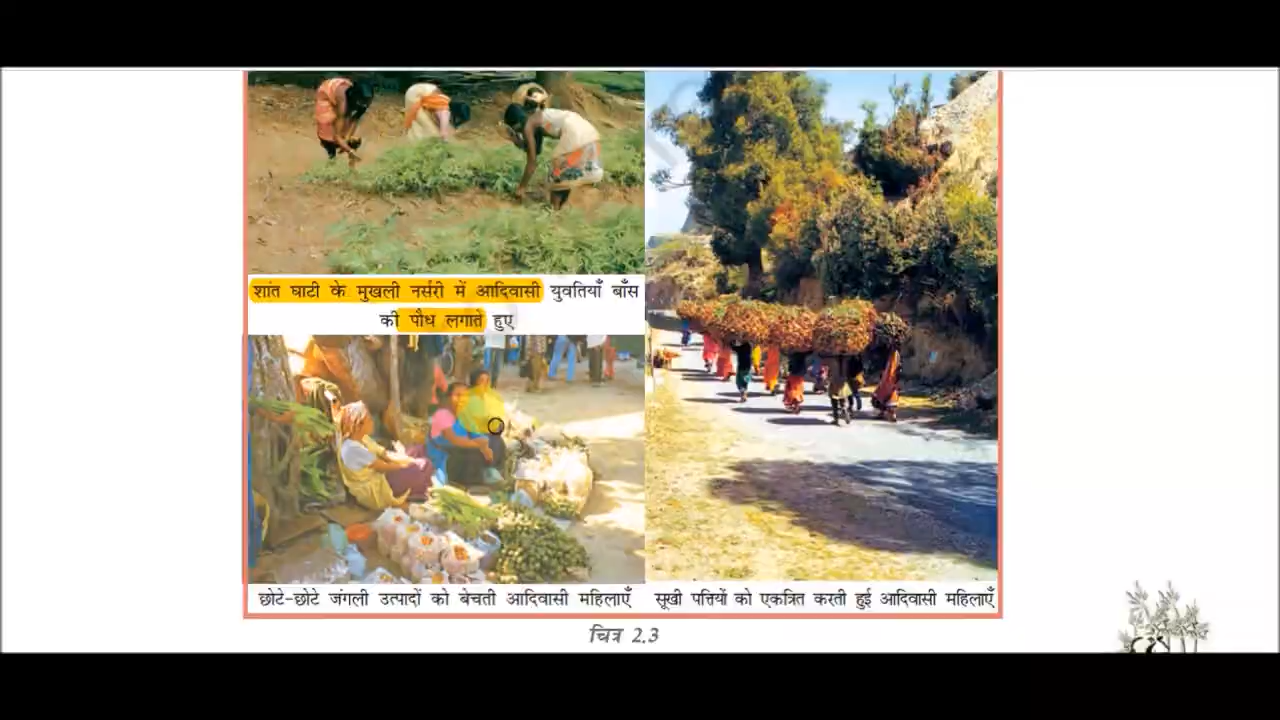 शांत घाटी के मुखली नर्सरी में आदिवासी युवतियाँ बाँस
की पौध लगाते हुए
छोटे-छोटे जंगली उत्पादों को बेचती आदिवासी महिलाएँ
सूखी पत्तियों को एकत्रित करती हुई आदिवासी महिलाएँ
चित्र 2.3